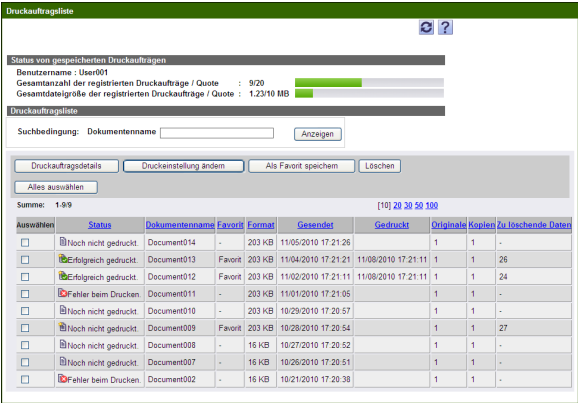 Druckauftragsliste
?
Status von gespeicherten Druckaufträgen
Benutzername : User001
Gesamtanzahl der registrierten Druckaufträge / Quote : 9/20
Gesamtdateigröße der registrierten Druckaufträge / Quote : 1.23/10 MB
Druckauftragsliste
Suchbedingung: Dokumentenname Anzeigen
Druckauftragsdetails Druckeinstellung ändern Als Favorit speichern Löschen
Alles auswählen
Summe: 1-9/9 [10] 20 30 50 100
Auswählen Status Dokumentenname Favorit Format Gesendet Gedruckt Originale Kopien Zu löschende Daten
Noch nicht gedruckt. Document014 - 203 KB 11/05/2010 17:21:26 1 1 -
Erfolgreich gedruckt. Document013 Favorit 203 KB 11/04/2010 17:21:21 11/08/2010 17:21:11 1 1 26
Erfolgreich gedruckt. Document012 Favorit 203 KB 11/02/2010 17:21:11 11/08/2010 17:21:11 1 1 24
Fehler beim Drucken. Document011 - 203 KB 11/01/2010 17:21:05 1 1 -
Noch nicht gedruckt. Document010 - 203 KB 10/29/2010 17:20:57 1 1 -
Noch nicht gedruckt. Document009 Favorit 203 KB 10/28/2010 17:20:54 1 1 27
Noch nicht gedruckt. Document008 - 16 KB 10/27/2010 17:20:52 1 1 -
Noch nicht gedruckt. Document007 - 16 KB 10/26/2010 17:20:51 1 1 -
Fehler beim Drucken. Document002 - 16 KB 10/21/2010 17:20:38 1 1 -